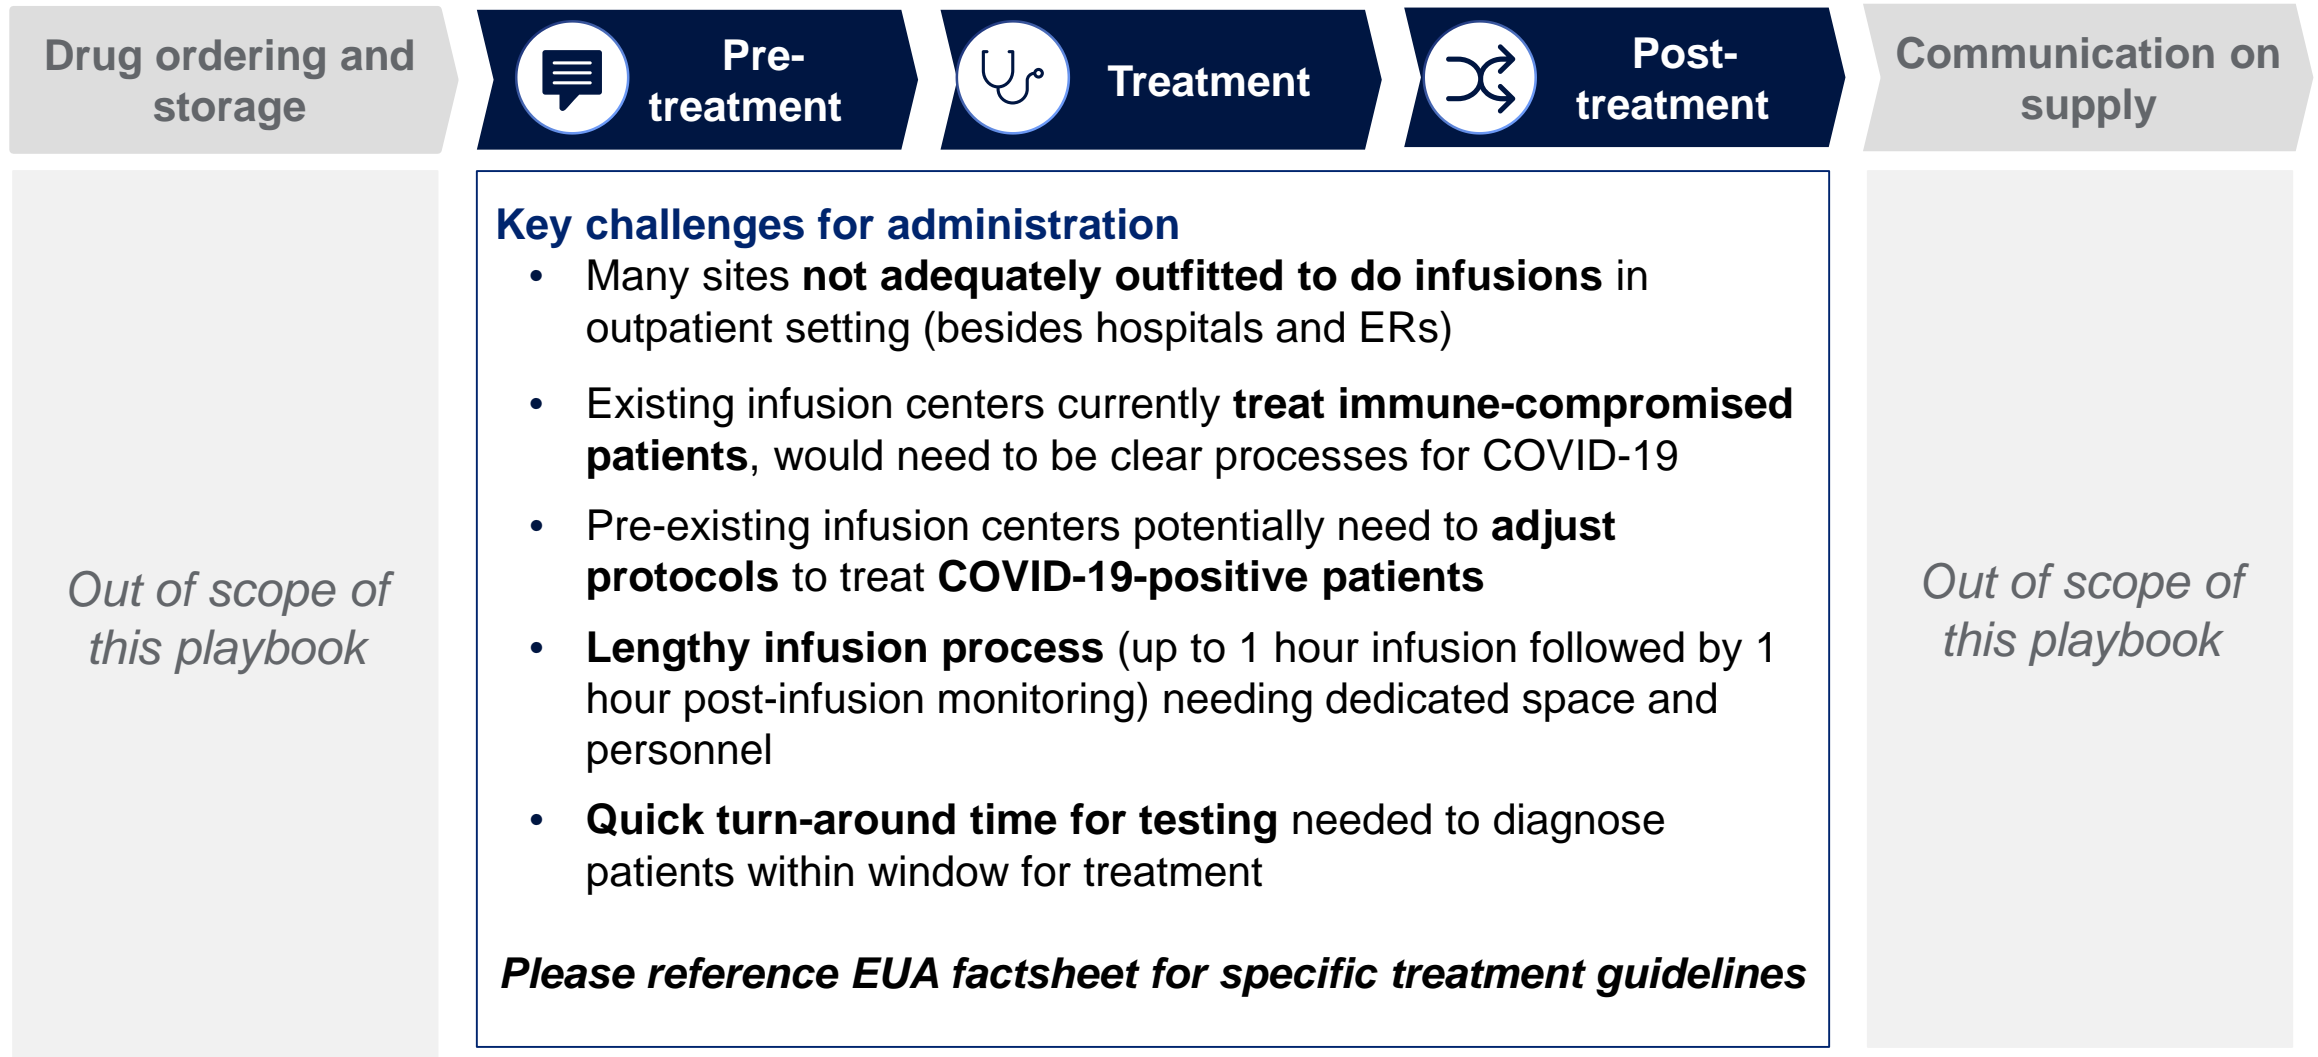 Drug ordering and
storage
Pre-
treatment
Treatment
Post-
treatment
Communication on
supply
Out of scope of
this playbook
Key challenges for administration
• Many sites not adequately outfitted to do infusions in
outpatient setting (besides hospitals and ERs)
• Existing infusion centers currently treat immune-compromised
patients, would need to be clear processes for COVID-19
• Pre-existing infusion centers potentially need to adjust
protocols to treat COVID-19-positive patients
• Lengthy infusion process (up to 1 hour infusion followed by 1
hour post-infusion monitoring) needing dedicated space and
personnel
• Quick turn-around time for testing needed to diagnose
patients within window for treatment
Please reference EUA factsheet for specific treatment guidelines
Out of scope of
this playbook